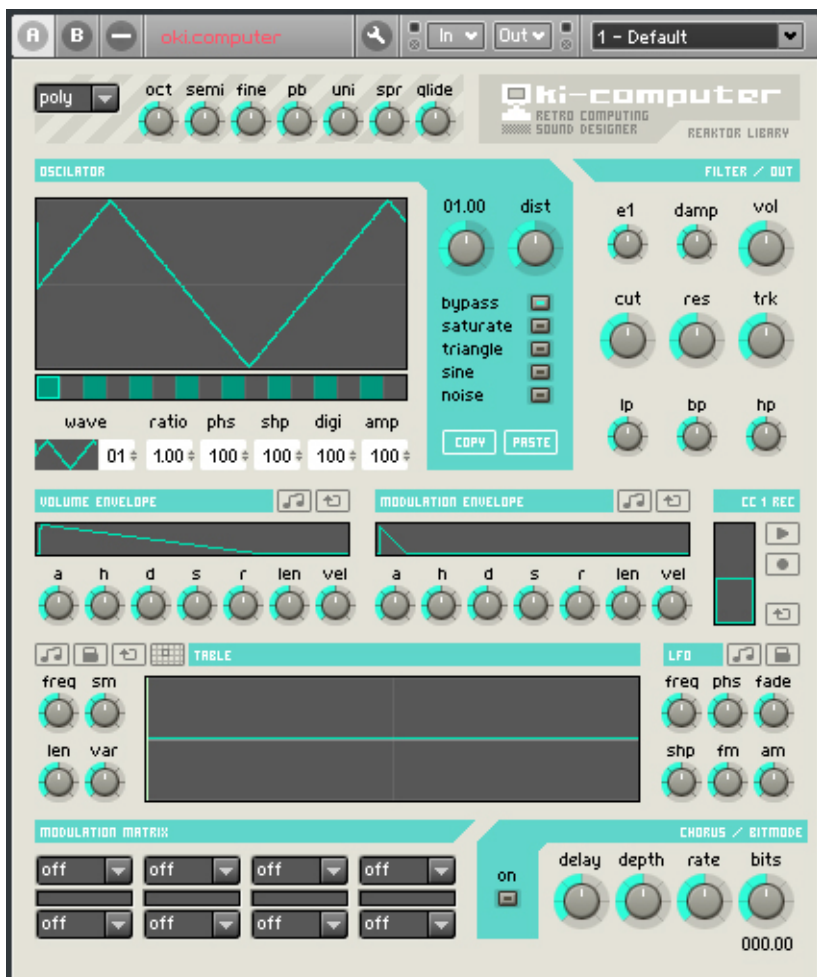 A B oki.computer In Out 1 - Default
poly oct semi fine pb uni spr glide
ki-computer
RETRO COMPUTING
SOUND DESIGNER
REAKTOR LIBRARY
OSCILATOR
FILTER / OUT
01.00 dist
e1 damp vol
bypass
saturate
triangle
sine
noise
cut res trk
wave ratio phs shp digi amp
01 1.00 100 100 100 100
COPY PASTE
lp bp hp
VOLUME ENVELOPE
MODULATION ENVELOPE
CC 1 REC
a h d s r len vel
a h d s r len vel
TABLE
LFO
freq sm
freq phs fade
len var
shp fm am
MODULATION MATRIX
CHORUS / BITMODE
off off off off
on
delay depth rate bits
off off off off
000.00